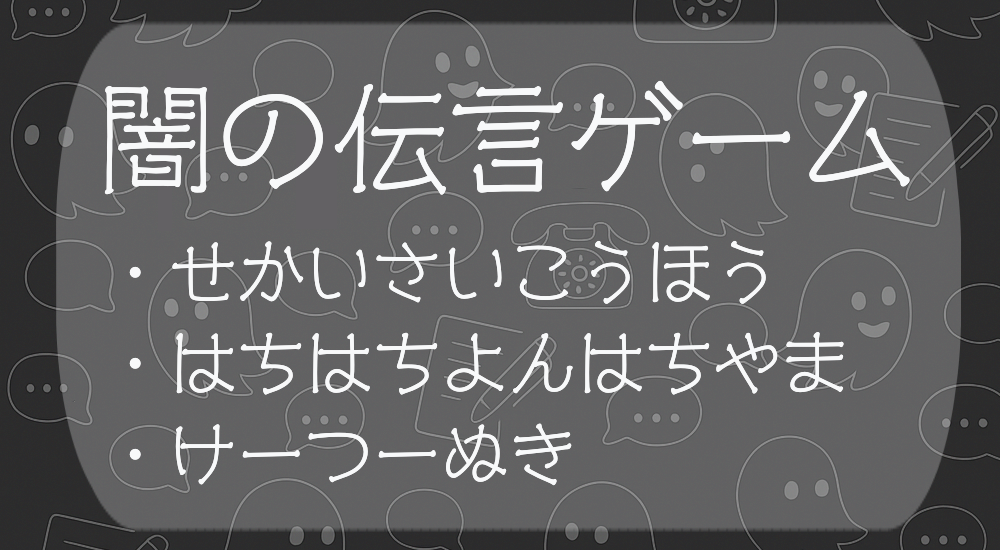 闇の伝言ゲーム
・せかいさいこうほう
・はちはちよんはちやま
・けーつーぬき